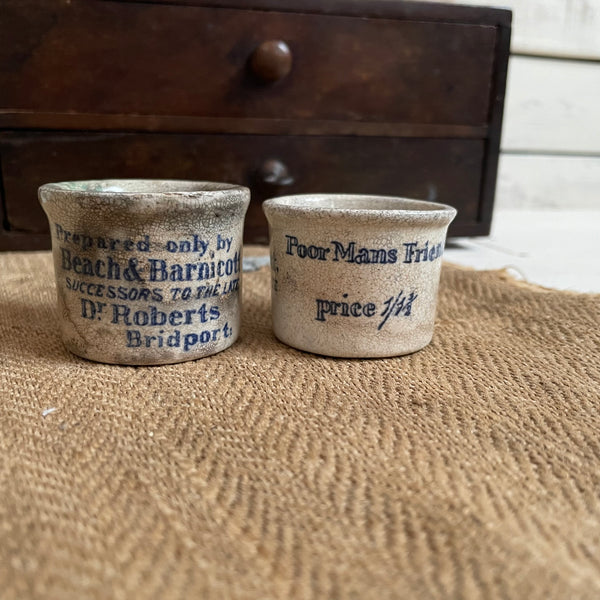 Prepared only by
Beach & Barnicott
SUCCESSORS TO THE LATE
Dr Roberts
Bridport.
Poor Mans Frien
price 1/1½